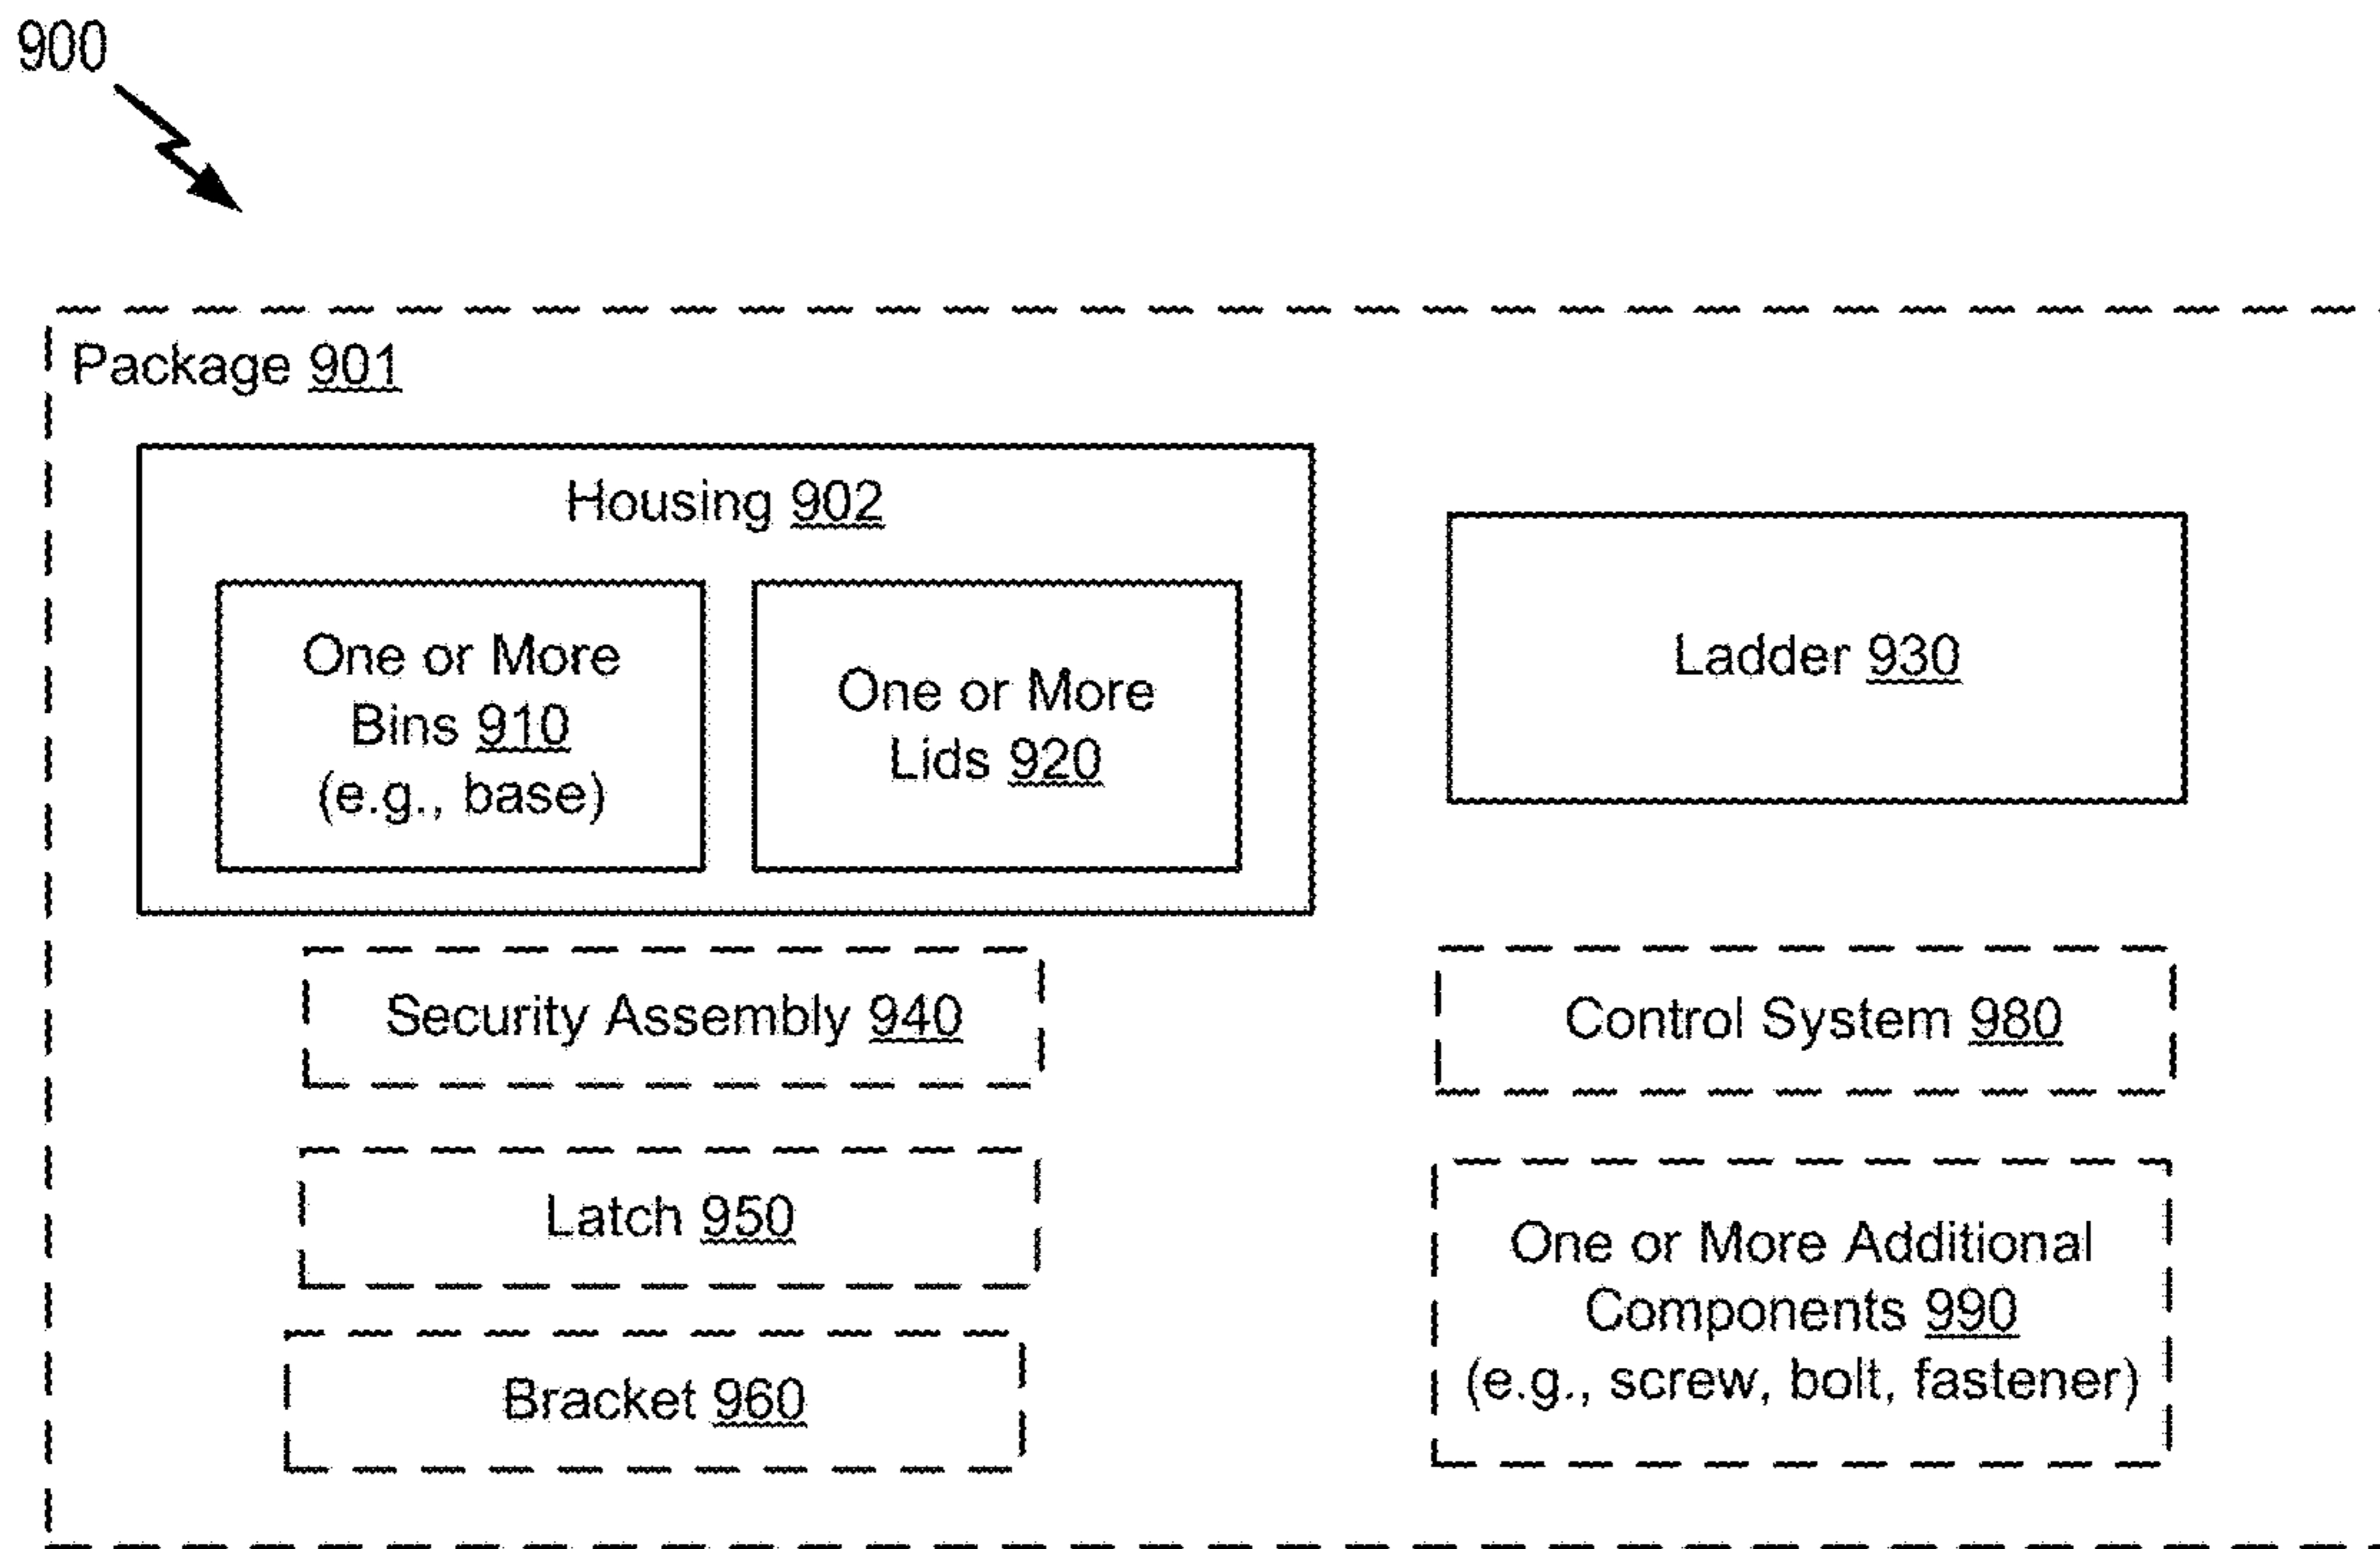 900
Package 901
Housing 902
One or More
Bins 910
(e.g., base)
One or More
Lids 920
Ladder 930
Security Assembly 940
Control System 980
Latch 950
Bracket 960
One or More Additional
Components 990
(e.g., screw, bolt, fastener)